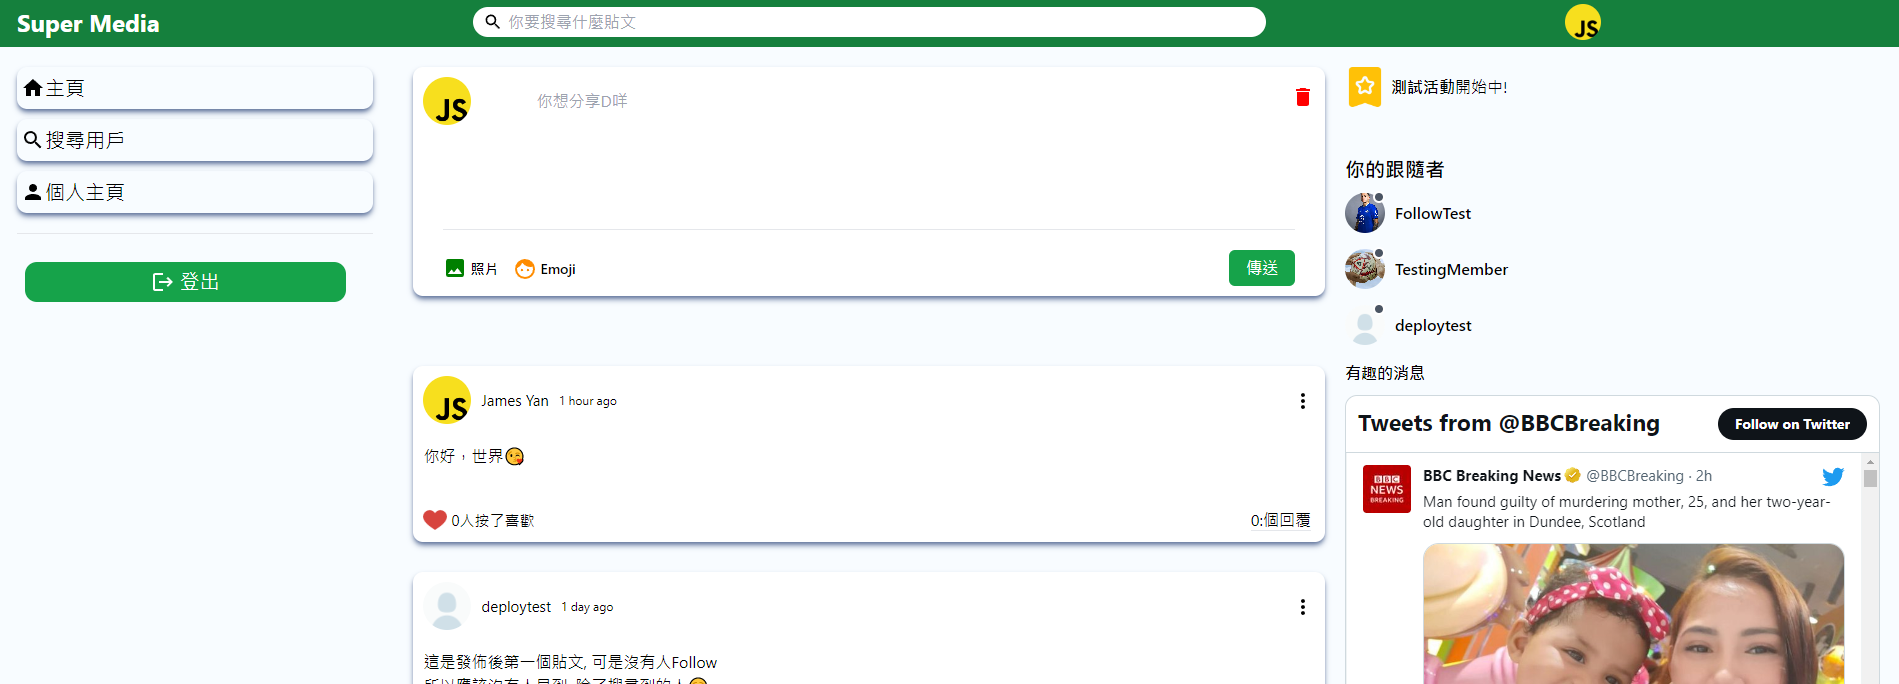 Super Media
你要搜尋什麼貼文
JS
主頁
搜尋用戶
個人主頁
登出
JS
你想分享D咩
照片
Emoji
傳送
JS
James Yan
1 hour ago
你好，世界😘
0人按了喜歡
0:個回覆
deploytest
1 day ago
這是發佈後第一個貼文, 可是沒有人Follow
測試活動開始中!
你的跟隨者
FollowTest
TestingMember
deploytest
有趣的消息
Tweets from @BBCBreaking
Follow on Twitter
BBC
NEWS
BREAKING
BBC Breaking News @BBCBreaking · 2h
Man found guilty of murdering mother, 25, and her two-year-
old daughter in Dundee, Scotland